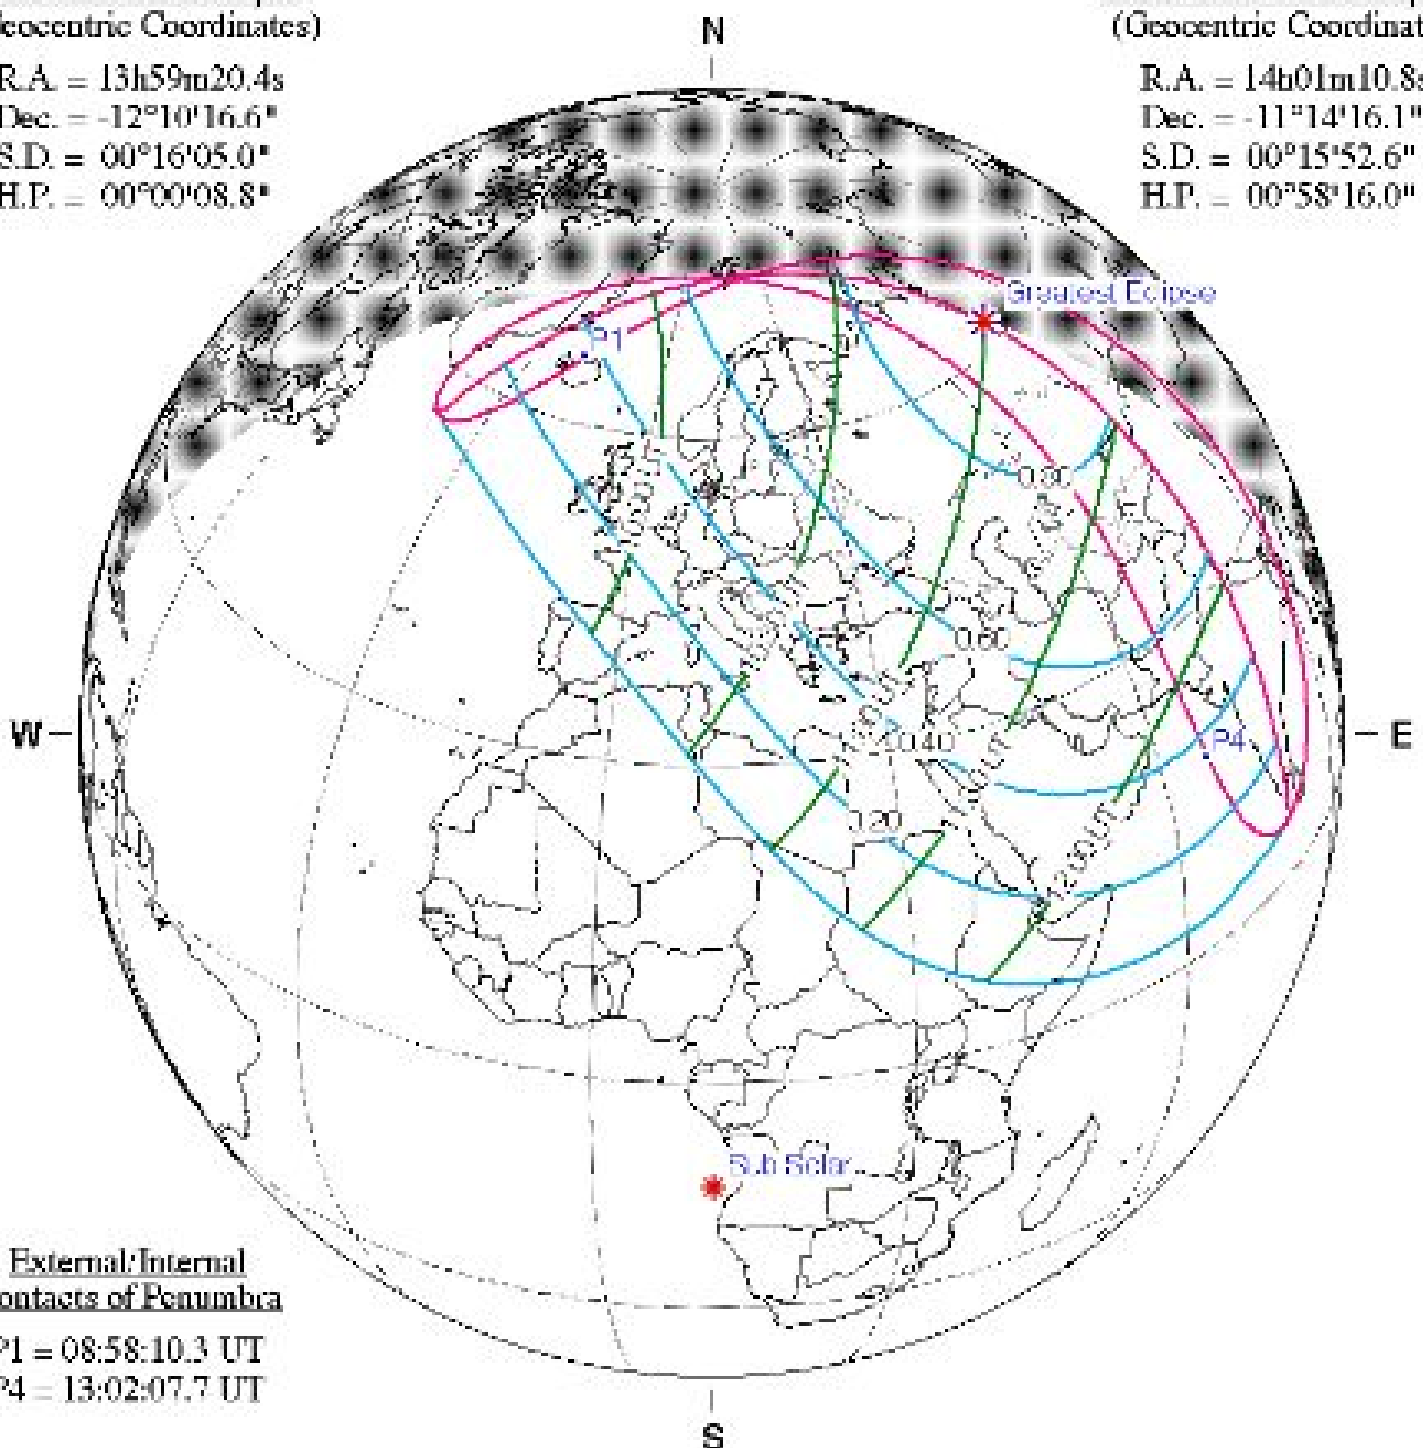 eocentric Coordinates)
R.A. = 13h59m20.4s
Dec. = -12°10'16.6"
S.D. = 00°16'05.0"
H.P. = 00°00'08.8"
N
(Geocentric Coordinat
R.A. = 14h01m10.8s
Dec. = -11°14'16.1"
S.D. = 00°15'52.6"
H.P. = 00°58'16.0"
Greatest Eclipse
P1
0.80
0.60
W
0.40
P4
E
0.20
12:00 UT
Sub Solar
External/Internal
ontacts of Penumbra
P1 = 08:58:10.3 UT
P4 = 13:02:07.7 UT
S